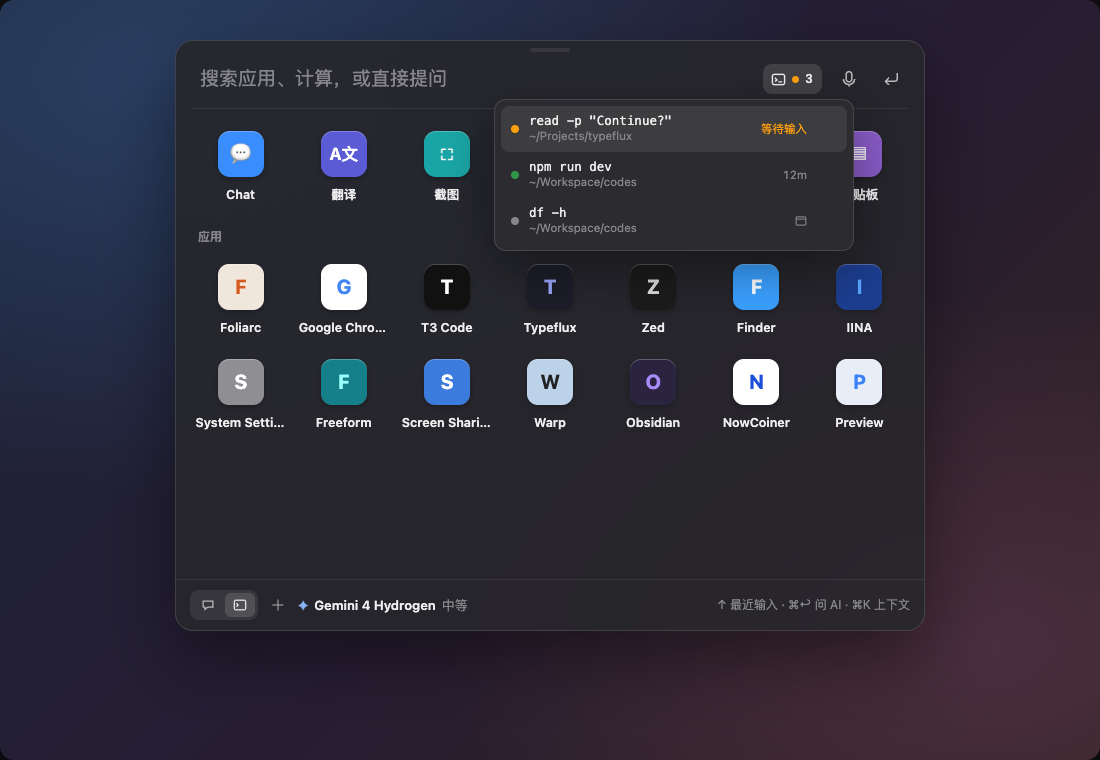 搜索应用、计算，或直接提问
3
read -p "Continue?"
~/Projects/typeflux
等待输入
npm run dev
~/Workspace/codes
12m
df -h
~/Workspace/codes
A文
Chat
翻译
截图
贴板
应用
F
G
T
T
Z
F
I
Foliarc
Google Chro...
T3 Code
Typeflux
Zed
Finder
IINA
S
F
S
W
O
N
P
System Setti...
Freeform
Screen Shari...
Warp
Obsidian
NowCoiner
Preview
Gemini 4 Hydrogen 中等
↑ 最近输入 · ⌘↩ 问 AI · ⌘K 上下文